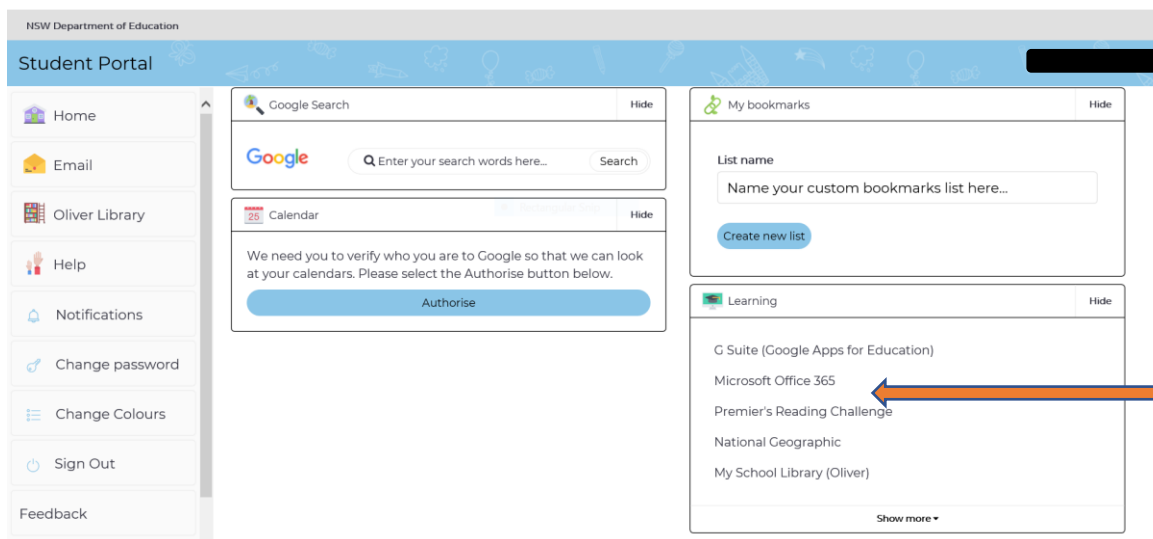 NSW Department of Education
Student Portal
Home
Email
Oliver Library
Help
Notifications
Change password
Change Colours
Sign Out
Feedback
Google Search
Hide
Google
Enter your search words here...
Search
25
Calendar
Hide
We need you to verify who you are to Google so that we can look
at your calendars. Please select the Authorise button below.
Authorise
My bookmarks
Hide
List name
Name your custom bookmarks list here...
Create new list
Learning
Hide
G Suite (Google Apps for Education)
Microsoft Office 365
Premier's Reading Challenge
National Geographic
My School Library (Oliver)
Show more